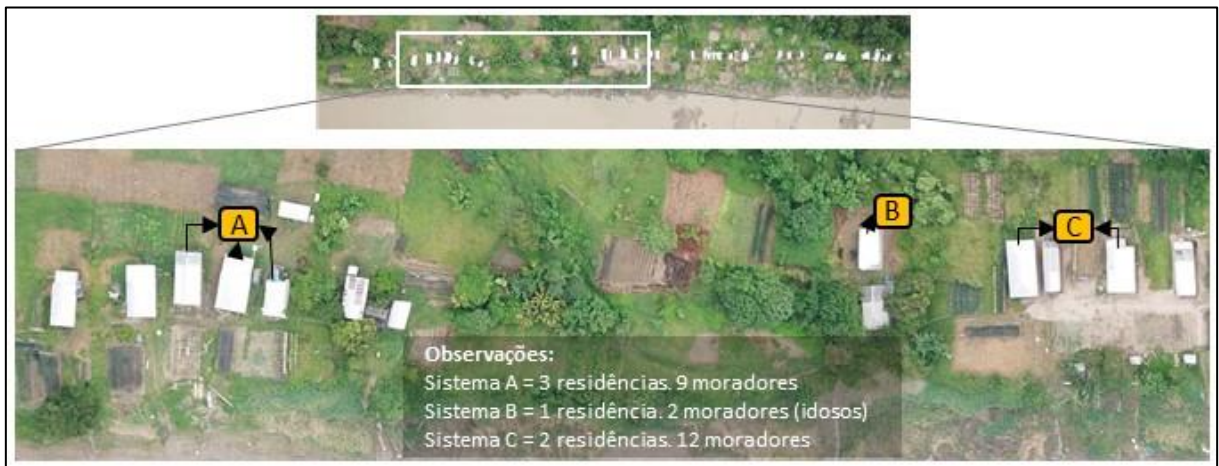 A
B
C
Observações:
Sistema A = 3 residências. 9 moradores
Sistema B = 1 residência. 2 moradores (idosos)
Sistema C = 2 residências. 12 moradores